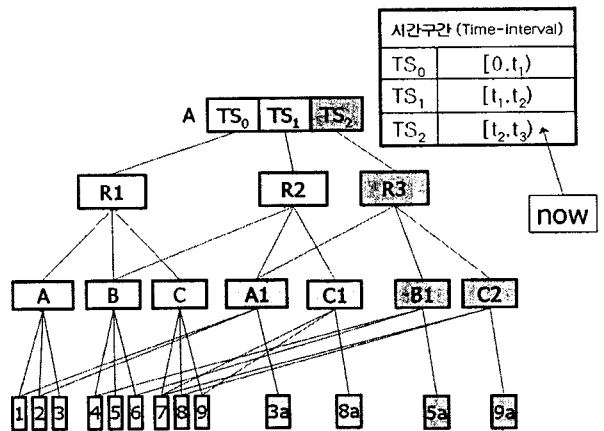 시간구간 (Time-interval)
TS₀ [0.t₁)
TS₁ [t₁.t₂)
TS₂ [t₂.t₃)
A TS₀ TS₁ TS₂
R1 R2 R3
now
A B C A1 C1 B1 C2
1 2 3 4 5 6 7 8 9 3a 8a 5a 9a